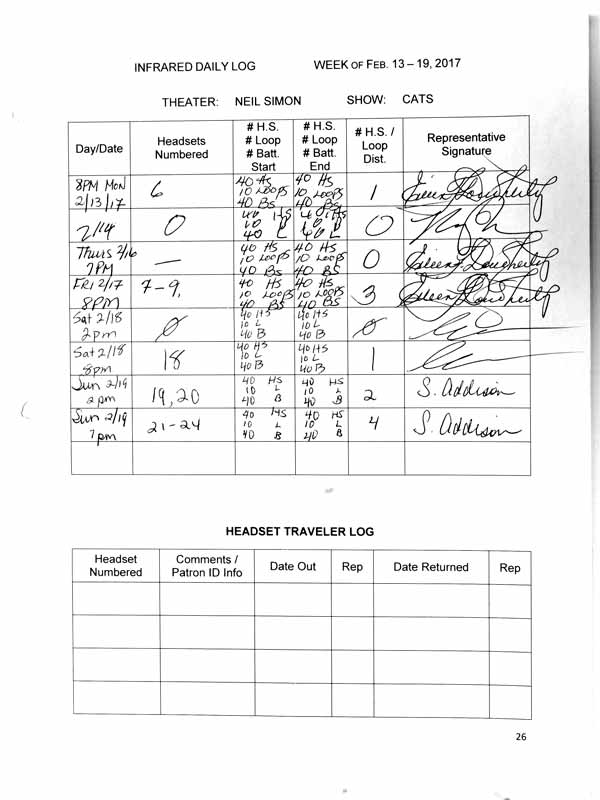 INFRARED DAILY LOG WEEK OF FEB. 13 – 19, 2017
THEATER: NEIL SIMON SHOW: CATS
Day/Date Headsets Numbered # H.S. # Loop # Batt. Start # H.S. # Loop # Batt. End # H.S. / Loop Dist. Representative Signature
8PM MON 2/13/17 6 40 HS 10 LOOPS 40 BS 40 HS 10 LOOPS 40 BS 1 Eileen Dougherty
2/14 0 40 HS 10 L 40 HS 10 L 0
Thurs 2/16 7PM — 40 HS 10 LOOPS 40 BS 40 HS 10 LOOPS 40 BS 0 Eileen Dougherty
FRI 2/17 8PM 7-9, 40 HS 10 LOOPS 40 BS 40 HS 10 LOOPS 40 BS 3 Eileen Dougherty
Sat 2/18 2pm 0 40 HS 10 L 40 B 40 HS 10 L 40 B 0
Sat 2/18 8pm 18 40 HS 10 L 40 B 40 HS 10 L 40 B 1
Sun 2/19 2pm 19, 20 40 HS 10 L 40 B 40 HS 10 L 40 B 2 S. Addison
Sun 2/19 7pm 21-24 40 HS 10 L 40 B 40 HS 10 L 40 B 4 S. Addison
HEADSET TRAVELER LOG
Headset Numbered Comments / Patron ID Info Date Out Rep Date Returned Rep
26